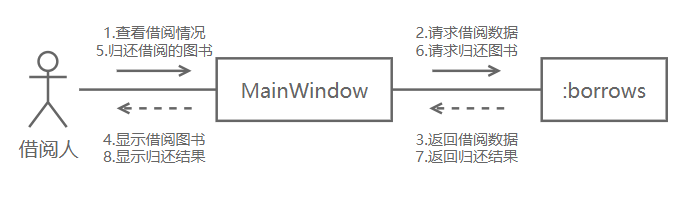 1.查看借阅情况
5.归还借阅的图书
2.请求借阅数据
6.请求归还图书
借阅人
MainWindow
:borrows
4.显示借阅图书
8.显示归还结果
3.返回借阅数据
7.返回归还结果